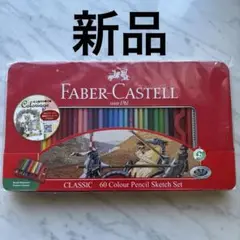 新品
FABER-CASTELL
since 1761
CLASSIC 60 Colour Pencil Sketch Set